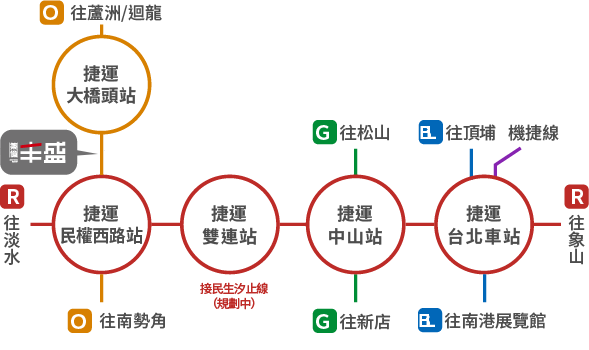 O 往蘆洲/迴龍
捷運
大橋頭站
丰盛
G 往松山
BL 往頂埔
機捷線
R
往淡水
捷運
民權西路站
捷運
雙連站
捷運
中山站
捷運
台北車站
R
往象山
接民生汐止線
(規劃中)
O 往南勢角
G 往新店
BL 往南港展覽館